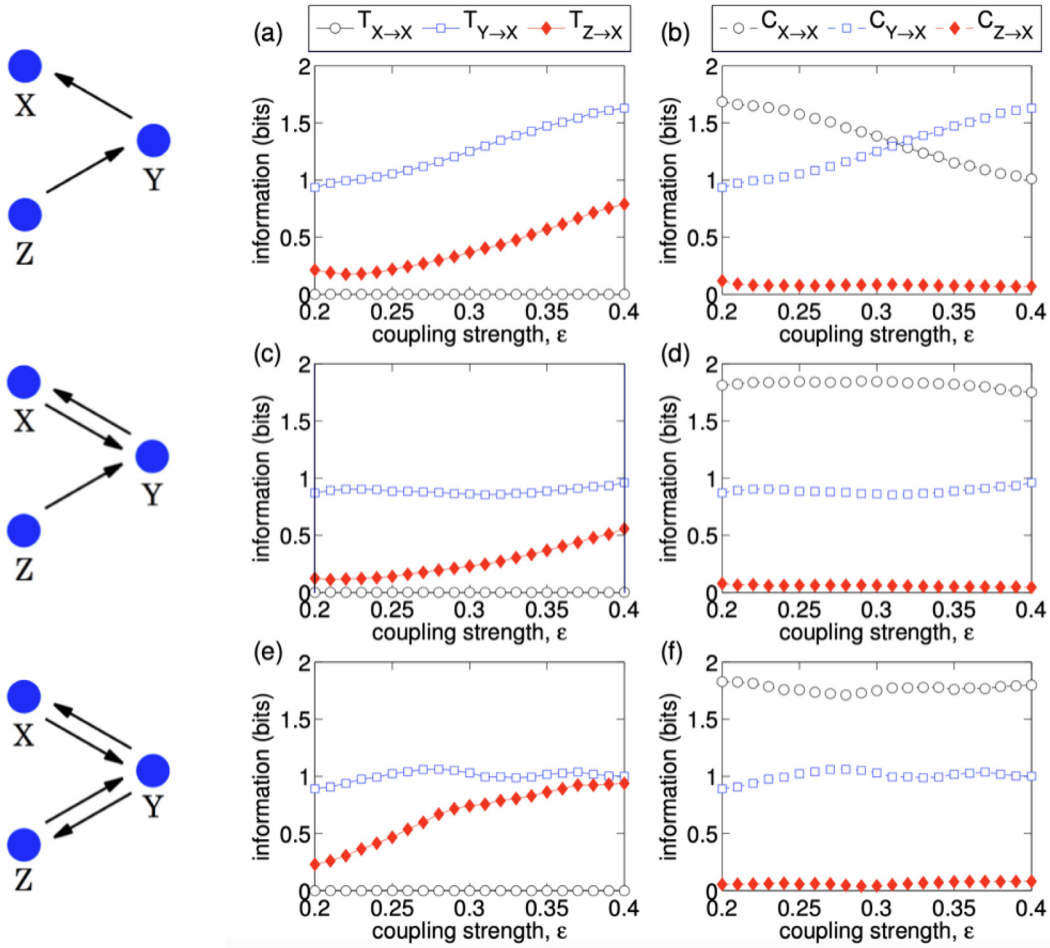 X
Y
Z
(a) T X→X T Y→X T Z→X
2
1.5
1
0.5
0
information (bits)
0.2 0.25 0.3 0.35 0.4
coupling strength, ε
(b) C X→X C Y→X C Z→X
2
1.5
1
0.5
0
information (bits)
0.2 0.25 0.3 0.35 0.4
coupling strength, ε
X
Y
Z
(c)
2
1.5
1
0.5
0
information (bits)
0.2 0.25 0.3 0.35 0.4
coupling strength, ε
(d)
2
1.5
1
0.5
0
information (bits)
0.2 0.25 0.3 0.35 0.4
coupling strength, ε
X
Y
Z
(e)
2
1.5
1
0.5
0
information (bits)
0.2 0.25 0.3 0.35 0.4
coupling strength, ε
(f)
2
1.5
1
0.5
0
information (bits)
0.2 0.25 0.3 0.35 0.4
coupling strength, ε